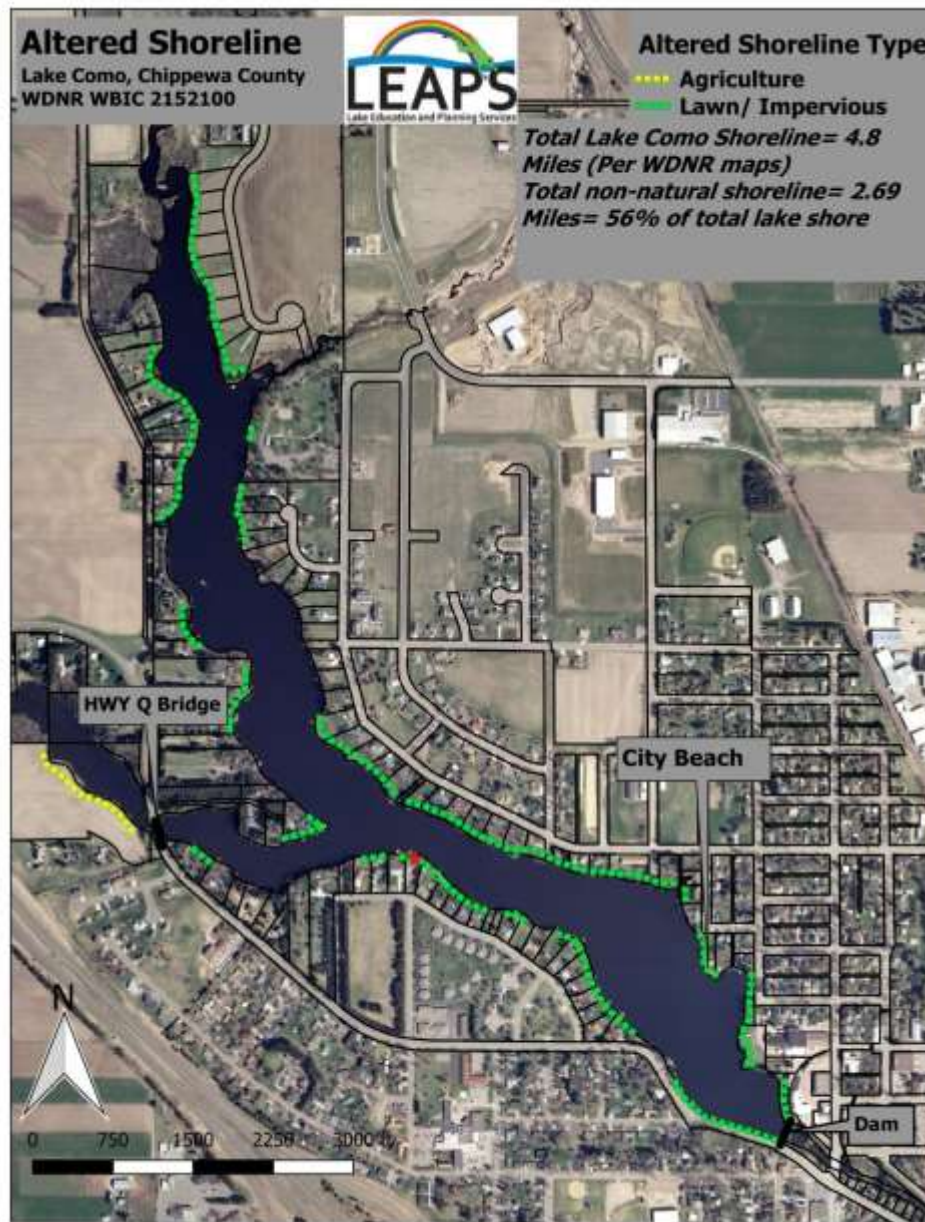 Altered Shoreline
Lake Como, Chippewa County
WDNR WBIC 2152100
LEAPS
Lake Education and Planning Services
Altered Shoreline Type
Agriculture
Lawn/ Impervious
Total Lake Como Shoreline= 4.8
Miles (Per WDNR maps)
Total non-natural shoreline= 2.69
Miles= 56% of total lake shore
HWY Q Bridge
City Beach
Dam
N
0 750 1500 2250 3000